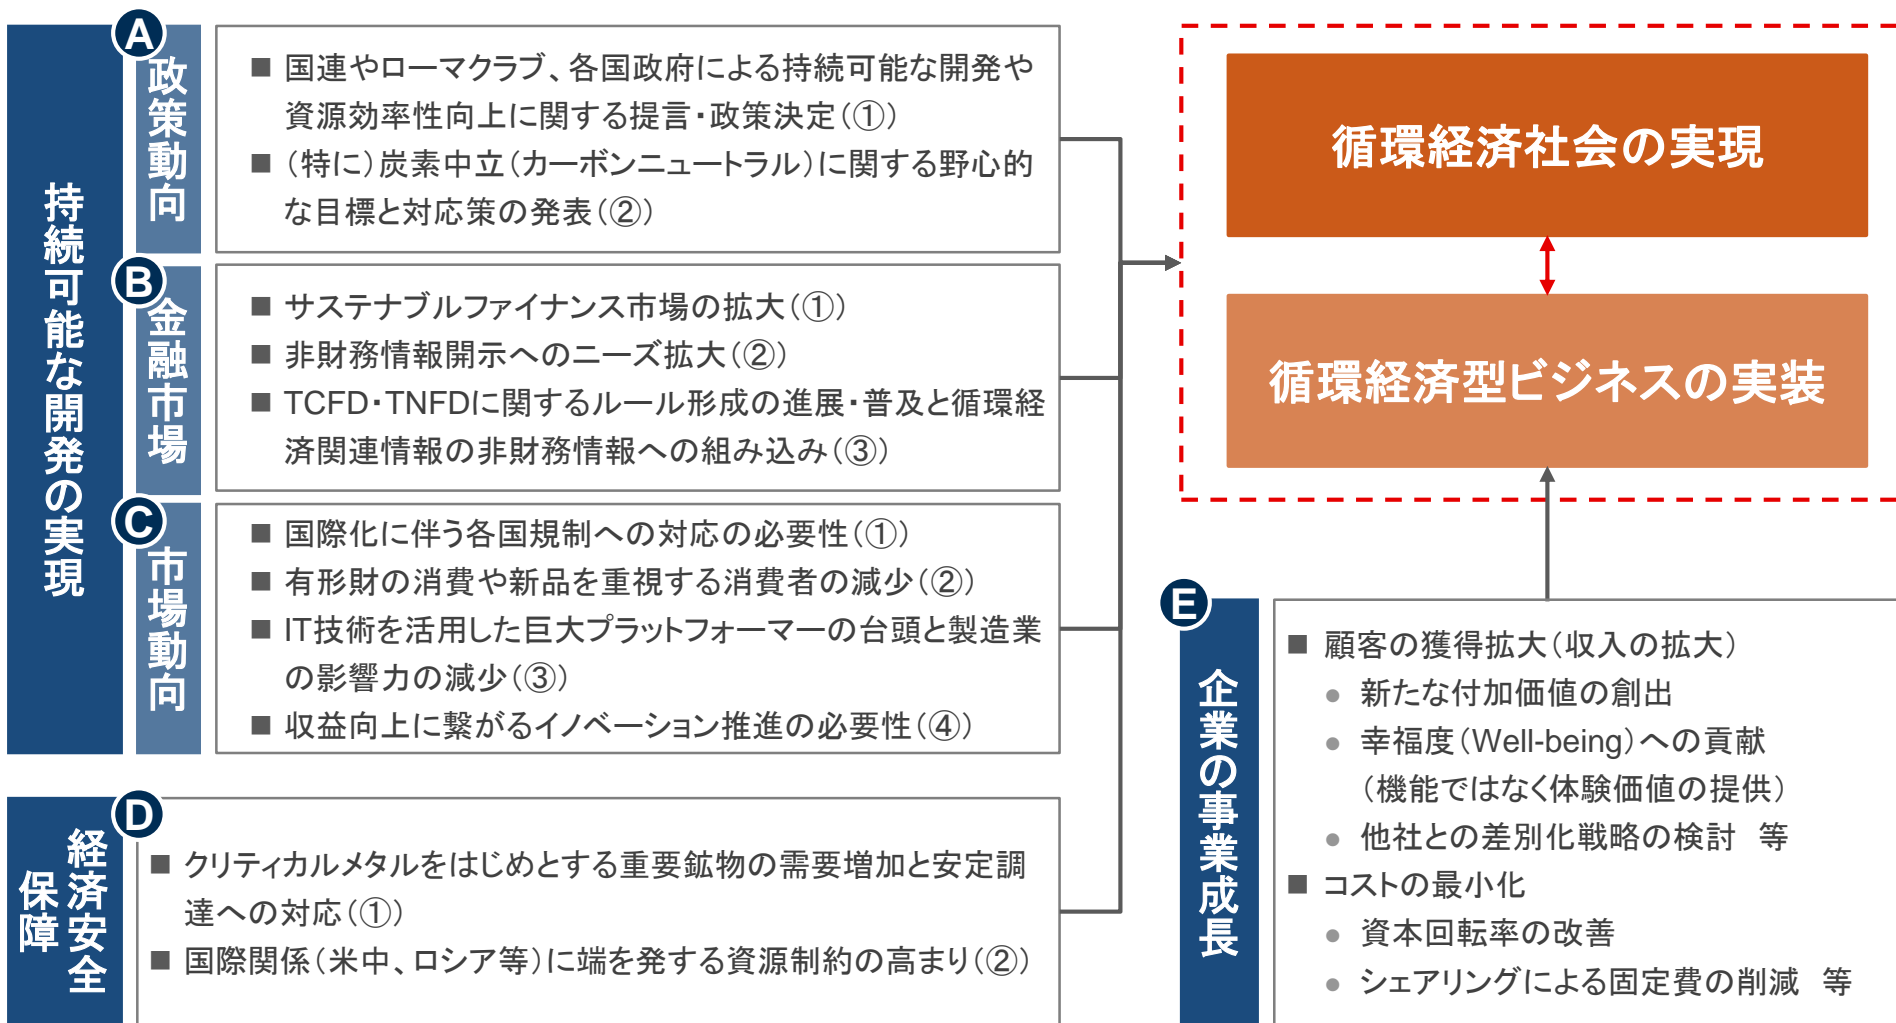 持続可能な開発の実現
A
政策動向
■ 国連やローマクラブ、各国政府による持続可能な開発や
資源効率性向上に関する提言・政策決定（①）
■ （特に）炭素中立（カーボンニュートラル）に関する野心的
な目標と対応策の発表（②）
B
金融市場
■ サステナブルファイナンス市場の拡大（①）
■ 非財務情報開示へのニーズ拡大（②）
■ TCFD・TNFDに関するルール形成の進展・普及と循環経
済関連情報の非財務情報への組み込み（③）
C
市場動向
■ 国際化に伴う各国規制への対応の必要性（①）
■ 有形財の消費や新品を重視する消費者の減少（②）
■ IT技術を活用した巨大プラットフォーマーの台頭と製造業
の影響力の減少（③）
■ 収益向上に繋がるイノベーション推進の必要性（④）
D
経済安全
保障
■ クリティカルメタルをはじめとする重要鉱物の需要増加と安定調
達への対応（①）
■ 国際関係（米中、ロシア等）に端を発する資源制約の高まり（②）
循環経済社会の実現
循環経済型ビジネスの実装
E
企業の事業成長
■ 顧客の獲得拡大（収入の拡大）
● 新たな付加価値の創出
● 幸福度（Well-being）への貢献
（機能ではなく体験価値の提供）
● 他社との差別化戦略の検討　等
■ コストの最小化
● 資本回転率の改善
● シェアリングによる固定費の削減　等